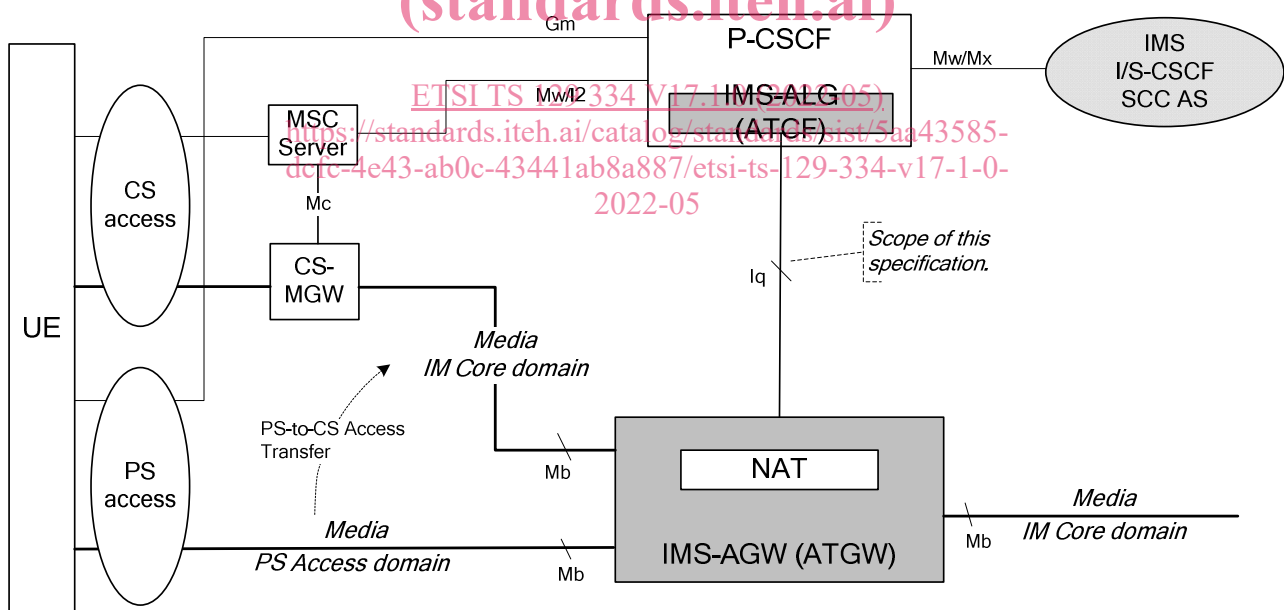 (standards.iteh.ai)
Gm
P-CSCF
Mw/Mx
IMS
I/S-CSCF
SCC AS
ETSI TS 129 334 V17.1.0 (2022-05)
Mw/I2
IMS-ALG
(ATCF)
MSC
Server
https://standards.iteh.ai/catalog/standards/sist/5aa43585-
dcfc-4e43-ab0c-43441ab8a887/etsi-ts-129-334-v17-1-0-
2022-05
CS
access
Mc
Scope of this
specification.
Iq
CS-
MGW
UE
Media
IM Core domain
PS-to-CS Access
Transfer
PS
access
Mb
NAT
Media
IM Core domain
Mb
Media
PS Access domain
Mb
IMS-AGW (ATGW)